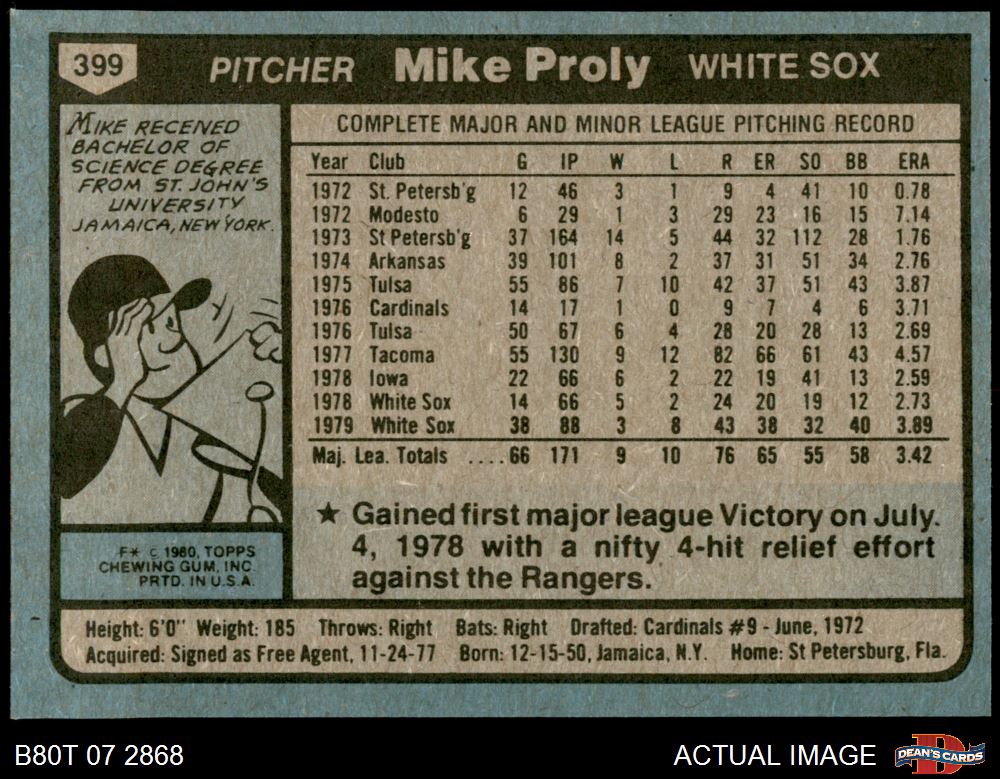 399 PITCHER Mike Proly WHITE SOX
MIKE RECEIVED
BACHELOR OF
SCIENCE DEGREE
FROM ST. JOHN'S
UNIVERSITY
JAMAICA, NEW YORK.
F* © 1980, TOPPS
CHEWING GUM, INC.
PRTD. IN U.S.A.
COMPLETE MAJOR AND MINOR LEAGUE PITCHING RECORD
Year Club G IP W L R ER SO BB ERA
1972 St. Petersb'g 12 46 3 1 9 4 41 10 0.78
1972 Modesto 6 29 1 3 29 23 16 15 7.14
1973 St Petersb'g 37 164 14 5 44 32 112 28 1.76
1974 Arkansas 39 101 8 2 37 31 51 34 2.76
1975 Tulsa 55 86 7 10 42 37 51 43 3.87
1976 Cardinals 14 17 1 0 9 7 4 6 3.71
1976 Tulsa 50 67 6 4 28 20 28 13 2.69
1977 Tacoma 55 130 9 12 82 66 61 43 4.57
1978 Iowa 22 66 6 2 22 19 41 13 2.59
1978 White Sox 14 66 5 2 24 20 19 12 2.73
1979 White Sox 38 88 3 8 43 38 32 40 3.89
Maj. Lea. Totals ....66 171 9 10 76 65 55 58 3.42
★ Gained first major league Victory on July.
4, 1978 with a nifty 4-hit relief effort
against the Rangers.
Height: 6'0" Weight: 185 Throws: Right Bats: Right Drafted: Cardinals #9 - June, 1972
Acquired: Signed as Free Agent, 11-24-77 Born: 12-15-50, Jamaica, N.Y. Home: St Petersburg, Fla.
B80T 07 2868 ACTUAL IMAGE DEAN'S CARDS